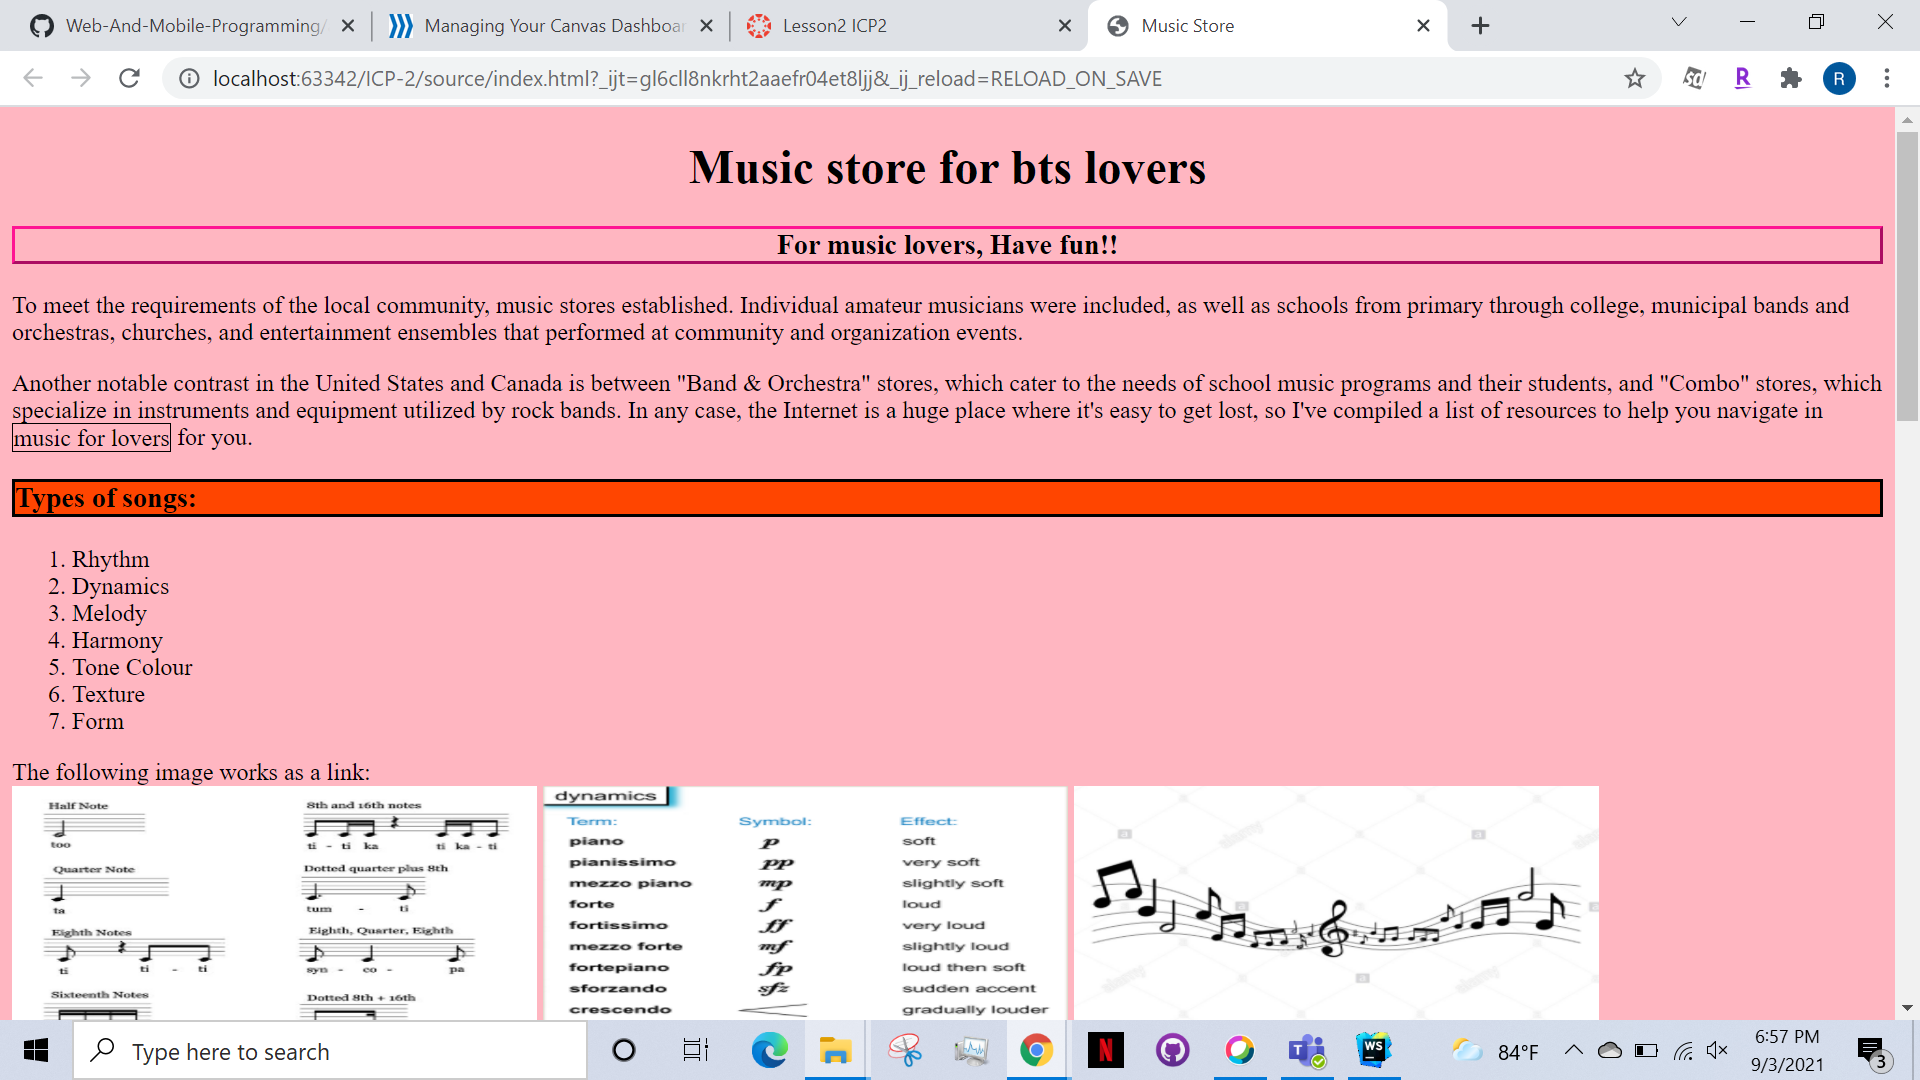 Web-And-Mobile-Programming/
Managing Your Canvas Dashboar
Lesson2 ICP2
Music Store
localhost:63342/ICP-2/source/index.html?_ijt=gl6cll8nkrht2aaefr04et8ljj&_ij_reload=RELOAD_ON_SAVE
R
R
Music store for bts lovers
For music lovers, Have fun!!
To meet the requirements of the local community, music stores established. Individual amateur musicians were included, as well as schools from primary through college, municipal bands and
orchestras, churches, and entertainment ensembles that performed at community and organization events.
Another notable contrast in the United States and Canada is between "Band & Orchestra" stores, which cater to the needs of school music programs and their students, and "Combo" stores, which
specialize in instruments and equipment utilized by rock bands. In any case, the Internet is a huge place where it's easy to get lost, so I've compiled a list of resources to help you navigate in
music for lovers for you.
Types of songs:
1. Rhythm
2. Dynamics
3. Melody
4. Harmony
5. Tone Colour
6. Texture
7. Form
The following image works as a link:
Half Note
too
Quarter Note
ta
Eighth Notes
ti ti - ti
Sixteenth Notes
8th and 16th notes
ti - ti ka ti ka - ti
Dotted quarter plus 8th
tum - ti
Eighth, Quarter, Eighth
syn - co - pa
Dotted 8th + 16th
dynamics
Term: Symbol: Effect:
piano p soft
pianissimo pp very soft
mezzo piano mp slightly soft
forte f loud
fortissimo ff very loud
mezzo forte mf slightly loud
fortepiano fp loud then soft
sforzando sfz sudden accent
crescendo gradually louder
Type here to search
N
WS
84°F
6:57 PM
9/3/2021
3